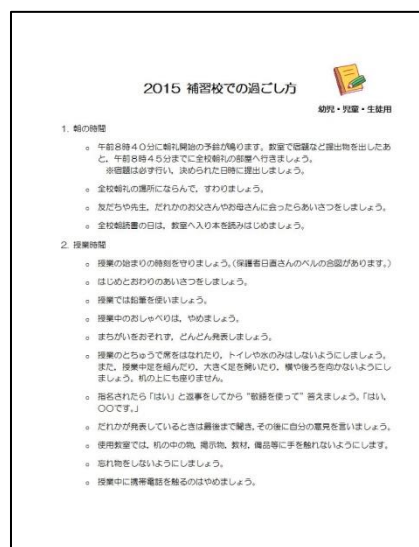 2015 補習校での過ごし方
幼児・児童・生徒用
1. 朝の時間
○ 午前8時40分に朝礼開始の予鈴が鳴ります。教室で宿題など提出物を出したあ
と、午前8時45分までに全校朝礼の部屋へ行きましょう。
※宿題は必ず行い、決められた日時に提出しましょう。
○ 全校朝礼の場所にならんで、すわりましょう。
○ 友だちや先生、だれかのお父さんやお母さんに会ったらあいさつをしましょう。
○ 全校朝読書の日は、教室へ入り本を読みはじめましょう。
2. 授業時間
○ 授業の始まりの時刻を守りましょう。(保護者日直さんのベルの合図があります。)
○ はじめとおわりのあいさつをしましょう。
○ 授業では鉛筆を使いましょう。
○ 授業中のおしゃべりは、やめましょう。
○ まちがいをおそれず、どんどん発表しましょう。
○ 授業のとちゅうで席をはなれたり、トイレや水のみはしないようにしましょう。
また、授業中足を組んだり、大きく足を開いたり、横や後ろを向かないようにし
ましょう。机の上にも座りません。
○ 指名されたら「はい」と返事をしてから"敬語を使って"答えましょう。「はい、
○○です。」
○ だれかが発表しているときは最後まで聞き、その後に自分の意見を言いましょう。
○ 使用教室では、机の中の物、掲示物、教材、備品等に手を触れないようにします。
○ 忘れ物をしないようにしましょう。
○ 授業中に携帯電話を触るのはやめましょう。